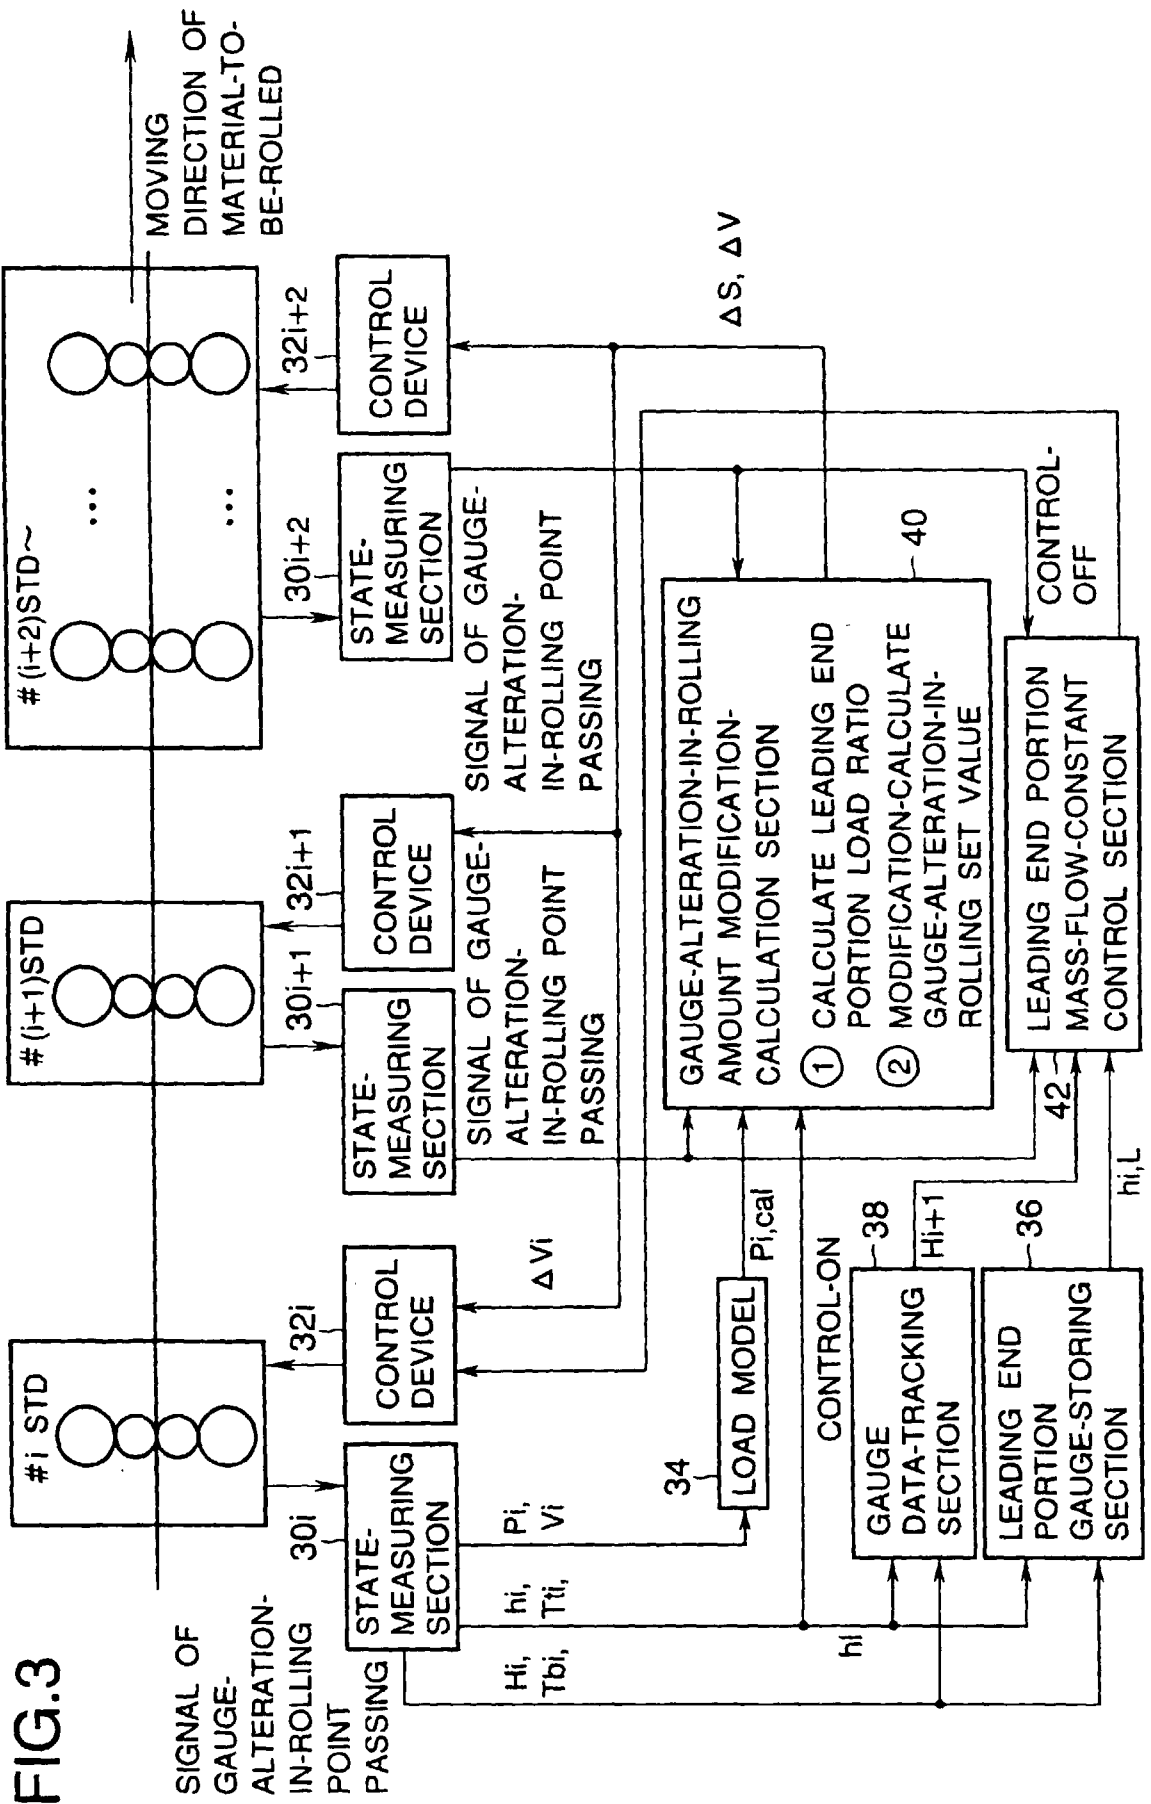 FIG.3
#i STD
#(i+1)STD
#(i+2)STD~
...
...
MOVING
DIRECTION OF
MATERIAL-TO-
BE-ROLLED
SIGNAL OF
GAUGE-
ALTERATION-
IN-ROLLING
POINT
PASSING
30i
STATE-
MEASURING
SECTION
32i
CONTROL
DEVICE
30i+1
STATE-
MEASURING
SECTION
32i+1
CONTROL
DEVICE
30i+2
STATE-
MEASURING
SECTION
32i+2
CONTROL
DEVICE
SIGNAL OF GAUGE-
ALTERATION-
IN-ROLLING POINT
PASSING
SIGNAL OF GAUGE-
ALTERATION-
IN-ROLLING POINT
PASSING
Hi,
Tbi,
hi,
Tti,
Pi,
Vi
ΔVi
ΔS, ΔV
34
LOAD MODEL
Pi,cal
40
GAUGE-ALTERATION-IN-ROLLING
AMOUNT MODIFICATION-
CALCULATION SECTION
① CALCULATE LEADING END
PORTION LOAD RATIO
② MODIFICATION-CALCULATE
GAUGE-ALTERATION-IN-
ROLLING SET VALUE
CONTROL-ON
CONTROL-
OFF
hi
38
GAUGE
DATA-TRACKING
SECTION
Hi+1
36
LEADING END
PORTION
GAUGE-STORING
SECTION
hi,L
42
LEADING END PORTION
MASS-FLOW-CONSTANT
CONTROL SECTION